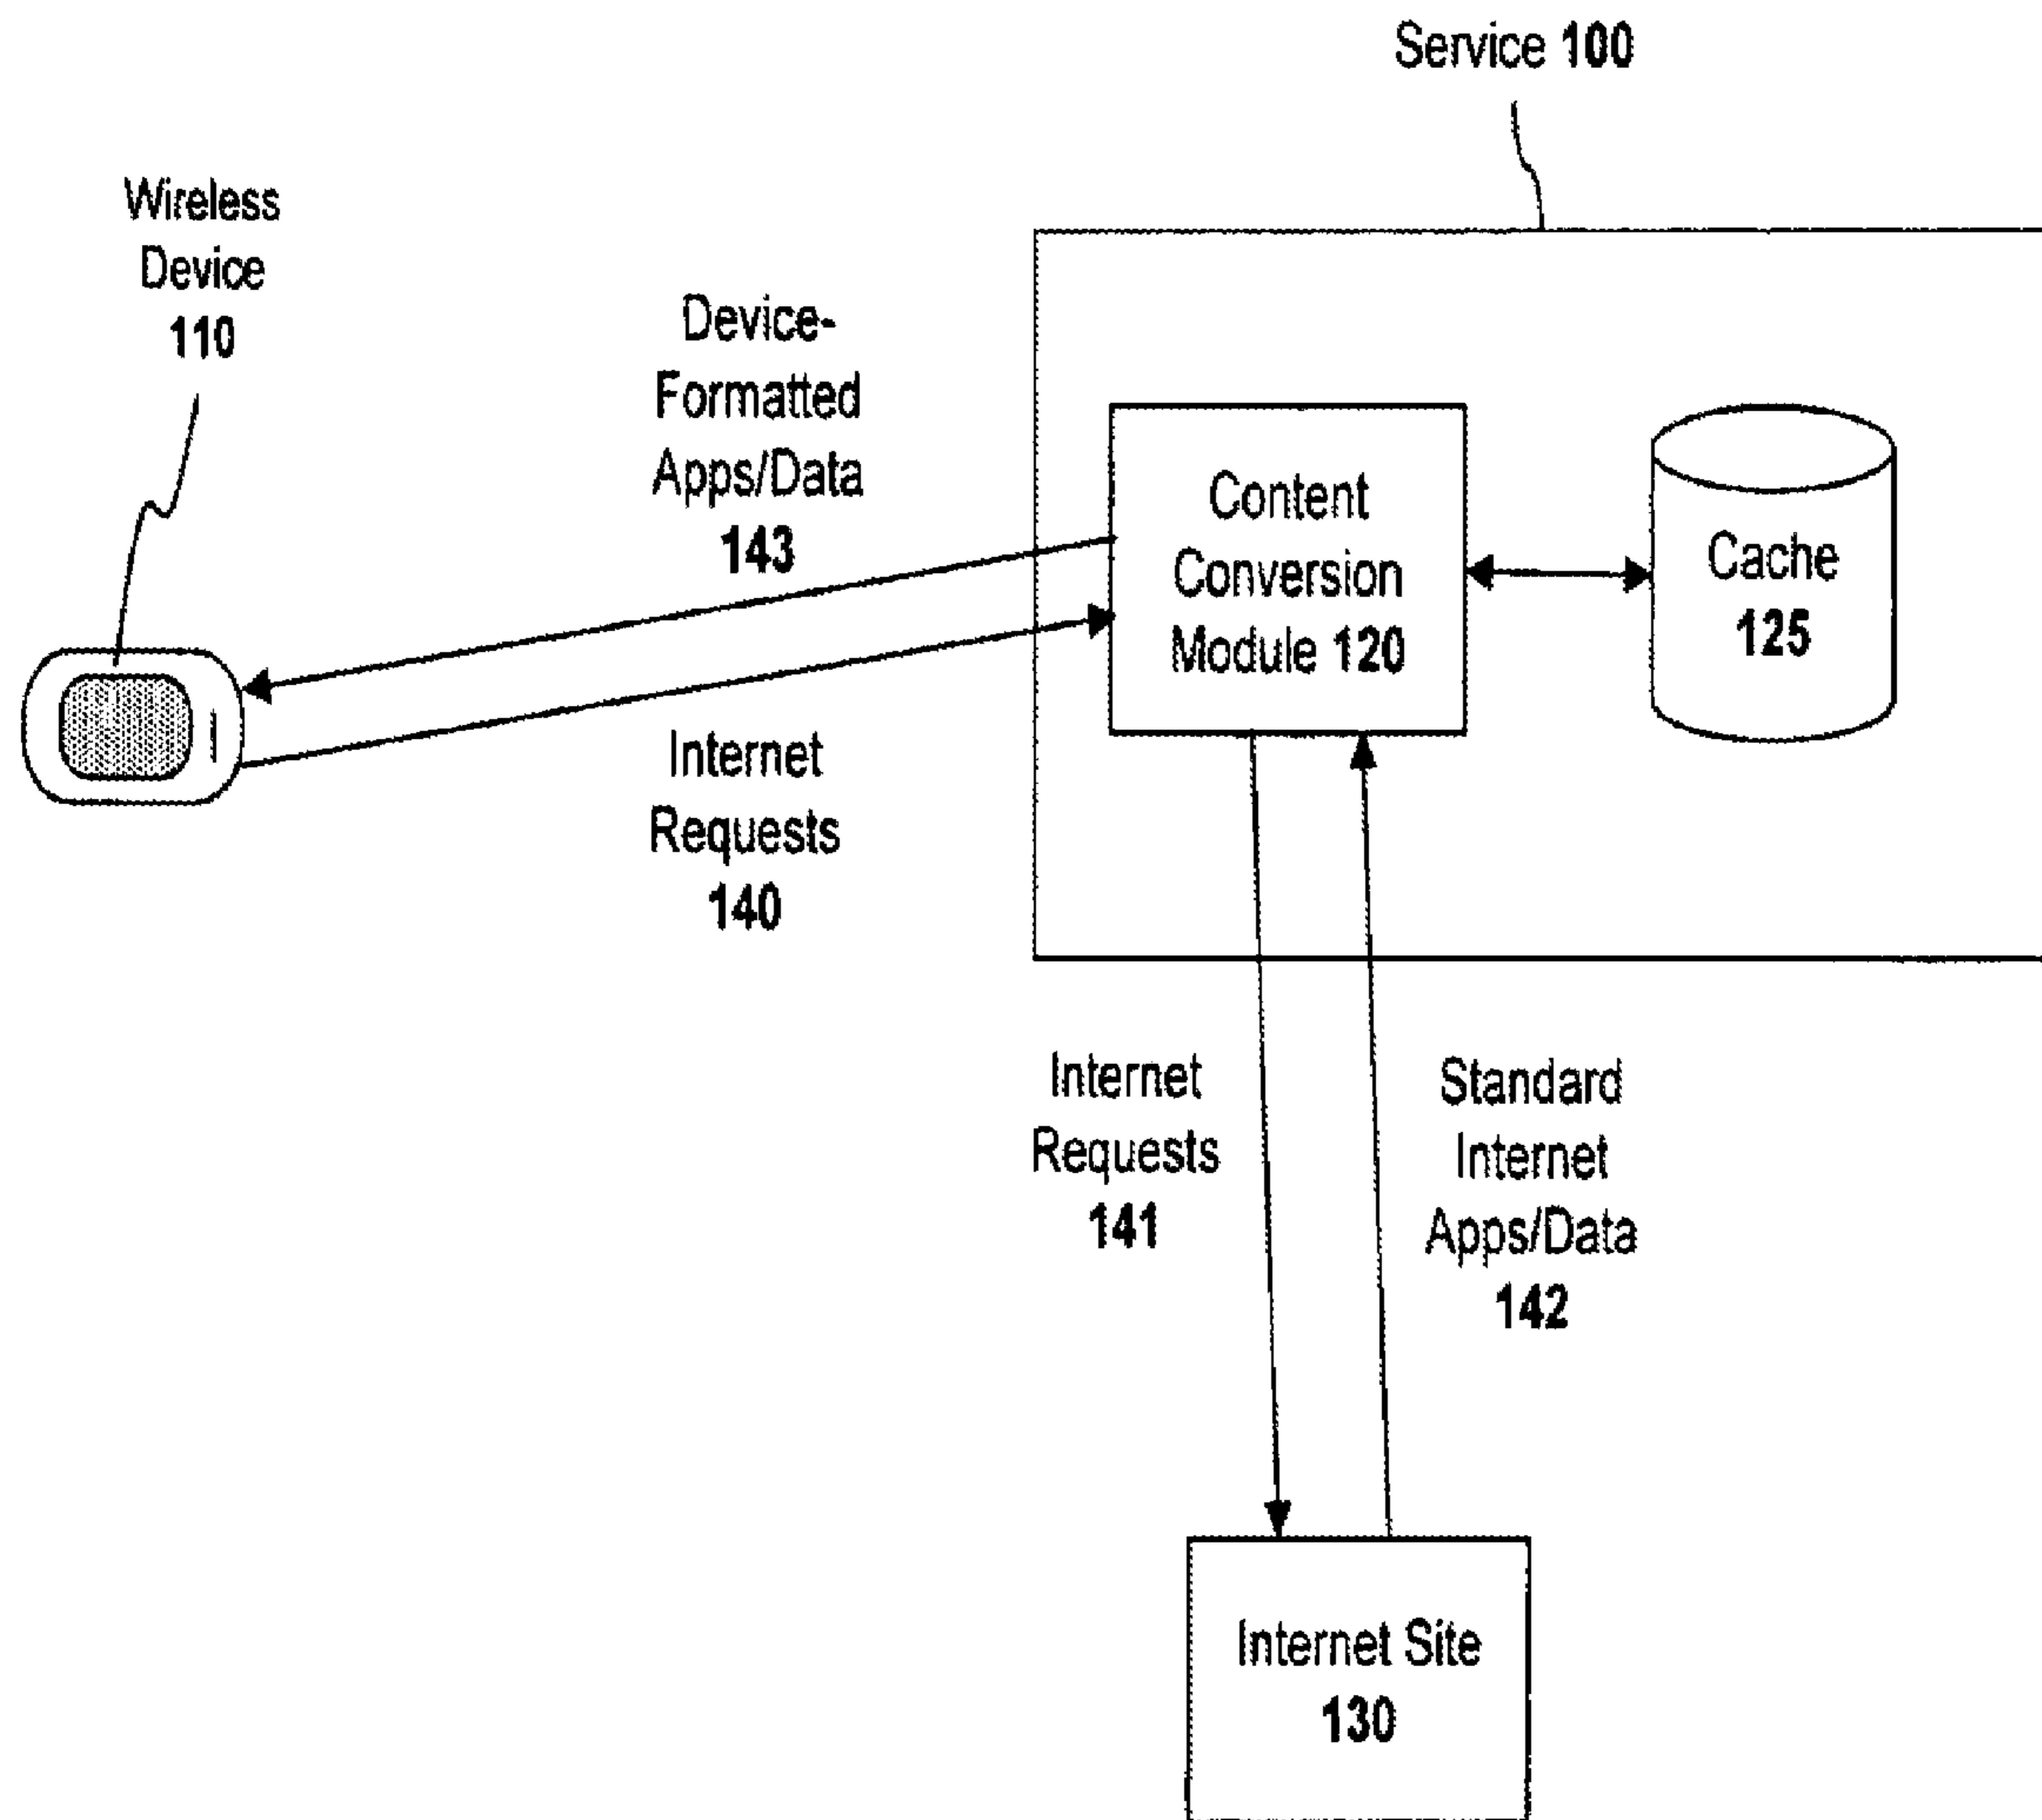 Service 100
Wireless
Device
110
Device-
Formatted
Apps/Data
143
Content
Conversion
Module 120
Cache
125
Internet
Requests
140
Internet
Requests
141
Standard
Internet
Apps/Data
142
Internet Site
130